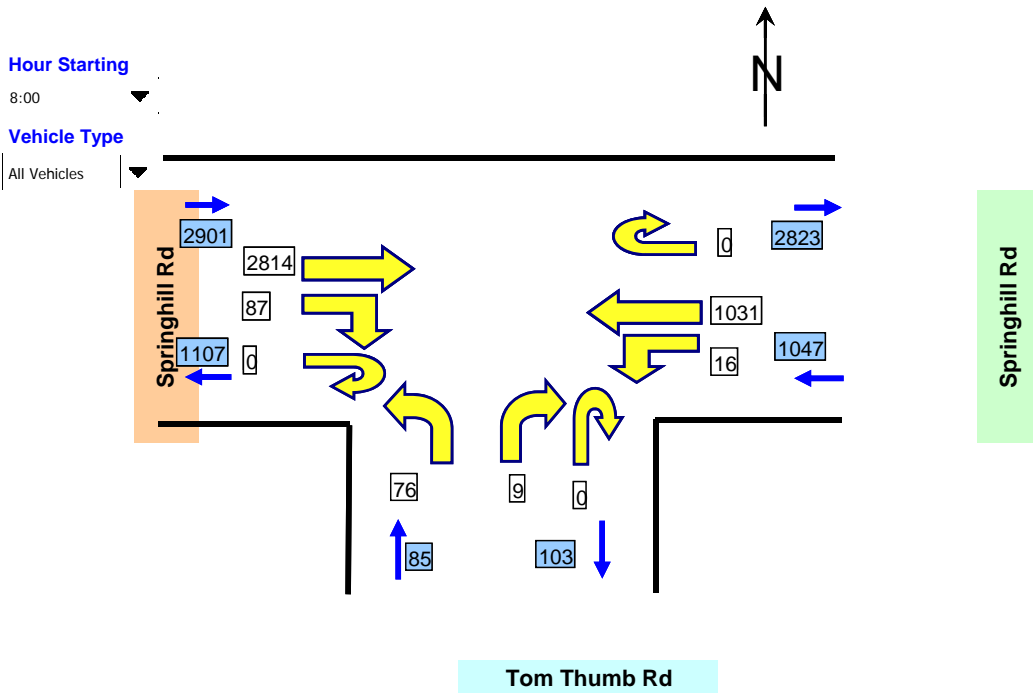 N
Hour Starting
8:00
Vehicle Type
All Vehicles
Springhill Rd
2901
2814
87
1107
0
0
2823
1031
1047
16
Springhill Rd
76
9
0
85
103
Tom Thumb Rd